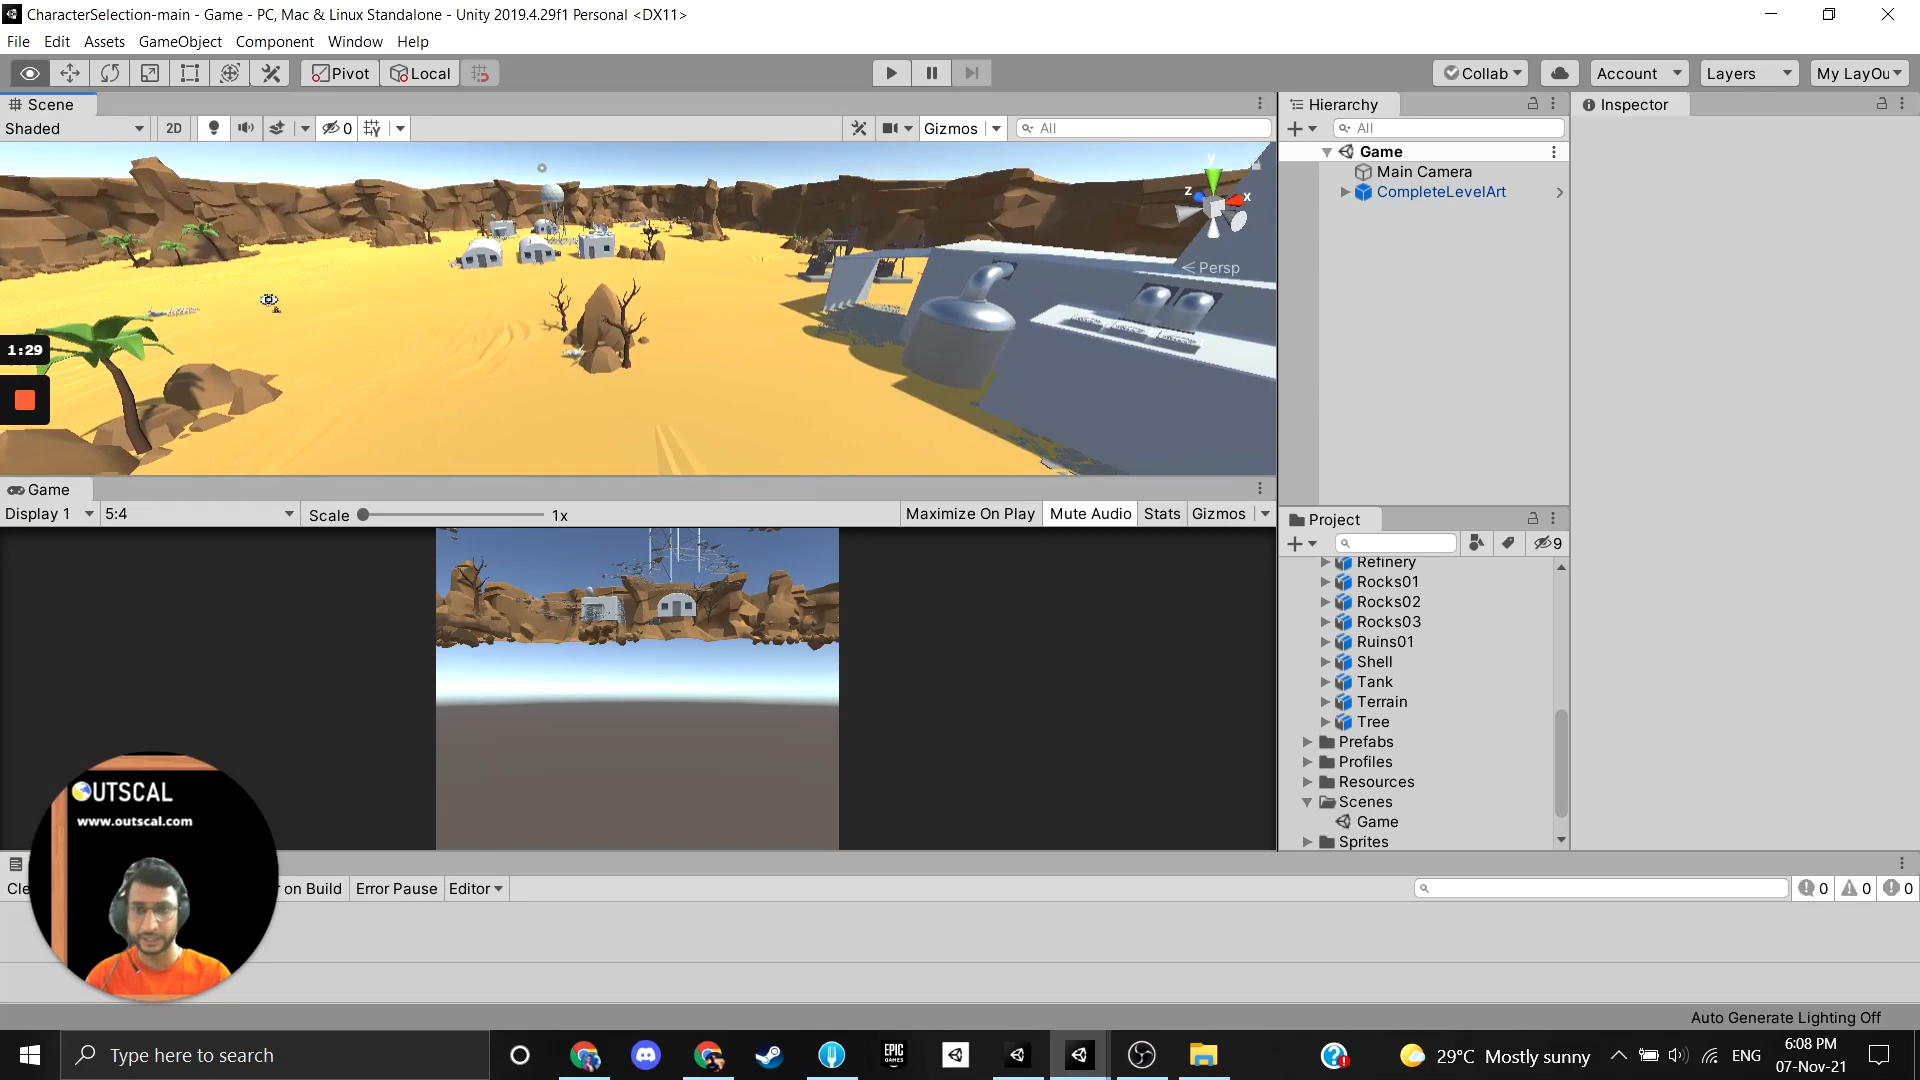 CharacterSelection-main - Game - PC, Mac & Linux Standalone - Unity 2019.4.29f1 Personal <DX11>
File Edit Assets GameObject Component Window Help
Pivot Local Collab Account Layers My LayOu
Scene
Shaded 2D 0 Gizmos All
y
z x
Persp
1:29
Game
Display 1 5:4 Scale 1x Maximize On Play Mute Audio Stats Gizmos
Hierarchy
All
Game
Main Camera
CompleteLevelArt
Inspector
Project
9
Refinery
Rocks01
Rocks02
Rocks03
Ruins01
Shell
Tank
Terrain
Tree
Prefabs
Profiles
Resources
Scenes
Game
Sprites
OUTSCAL
www.outscal.com
Cle r on Build Error Pause Editor 0 0 0
Auto Generate Lighting Off
Type here to search
EPIC
GAMES
29°C Mostly sunny ENG
6:08 PM
07-Nov-21